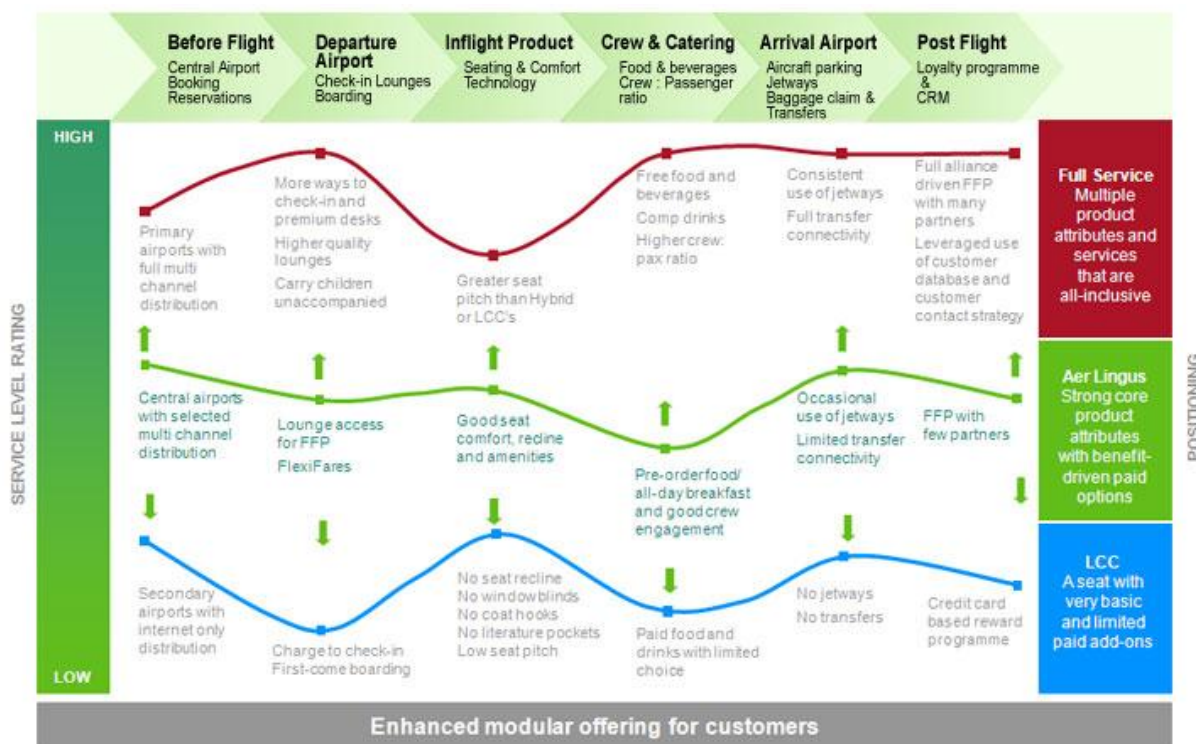 Before Flight
Central Airport
Booking
Reservations
Departure
Airport
Check-in Lounges
Boarding
Inflight Product
Seating & Comfort
Technology
Crew & Catering
Food & beverages
Crew : Passenger
ratio
Arrival Airport
Aircraft parking
Jetways
Baggage claim &
Transfers
Post Flight
Loyalty programme
&
CRM
SERVICE LEVEL RATING
HIGH
LOW
POSITIONING
Primary
airports with
full multi
channel
distribution
More ways to
check-in and
premium desks
Higher quality
lounges
Carry children
unaccompanied
Greater seat
pitch than Hybrid
or LCC's
Free food and
beverages
Comp drinks
Higher crew:
pax ratio
Consistent
use of jetways
Full transfer
connectivity
Full alliance
driven FFP
with many
partners
Leveraged use
of customer
database and
customer
contact strategy
Full Service
Multiple
product
attributes and
services
that are
all-inclusive
Central airports
with selected
multi channel
distribution
Lounge access
for FFP
FlexiFares
Good seat
comfort, recline
and amenities
Pre-order food/
all-day breakfast
and good crew
engagement
Occasional
use of jetways
Limited transfer
connectivity
FFP with
few partners
Aer Lingus
Strong core
product
attributes
with benefit-
driven paid
options
Secondary
airports with
internet only
distribution
Charge to check-in
First-come boarding
No seat recline
No window blinds
No coat hooks
No literature pockets
Low seat pitch
Paid food and
drinks with limited
choice
No jetways
No transfers
Credit card
based reward
programme
LCC
A seat with
very basic
and limited
paid add-ons
Enhanced modular offering for customers